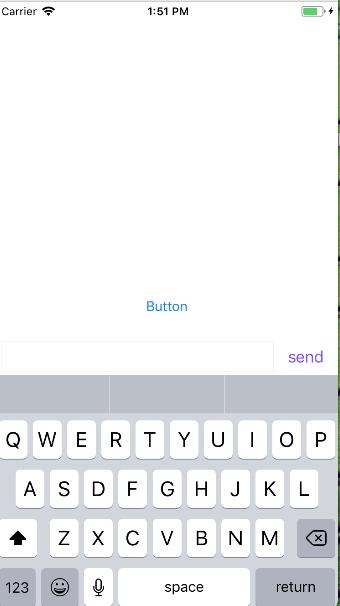 Carrier 1:51 PM
Button
send
Q W E R T Y U I O P
A S D F G H J K L
Z X C V B N M
123 space return